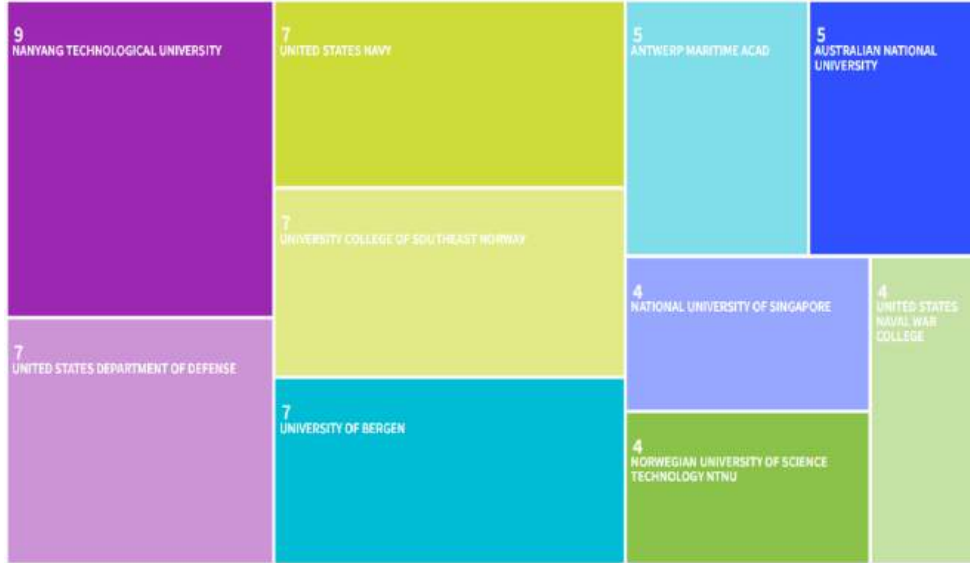 9
NANYANG TECHNOLOGICAL UNIVERSITY
7
UNITED STATES DEPARTMENT OF DEFENSE
7
UNITED STATES NAVY
7
UNIVERSITY COLLEGE OF SOUTHEAST NORWAY
7
UNIVERSITY OF BERGEN
5
ANTWERP MARITIME ACAD
5
AUSTRALIAN NATIONAL
UNIVERSITY
4
NATIONAL UNIVERSITY OF SINGAPORE
4
NORWEGIAN UNIVERSITY OF SCIENCE
TECHNOLOGY NTNU
4
UNITED STATES
NAVAL WAR
COLLEGE